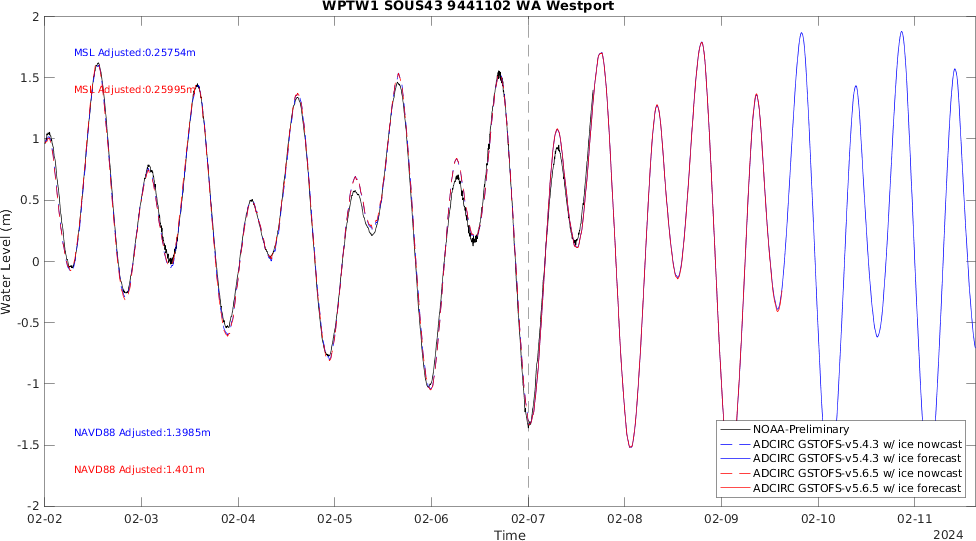 WPTW1 SOUS43 9441102 WA Westport
2
1.5
1
0.5
0
-0.5
-1
-1.5
-2
Water Level (m)
MSL Adjusted:0.25754m
MSL Adjusted:0.25995m
NAVD88 Adjusted:1.3985m
NAVD88 Adjusted:1.401m
NOAA-Preliminary
ADCIRC GSTOFS-v5.4.3 w/ ice nowcast
ADCIRC GSTOFS-v5.4.3 w/ ice forecast
ADCIRC GSTOFS-v5.6.5 w/ ice nowcast
ADCIRC GSTOFS-v5.6.5 w/ ice forecast
02-02 02-03 02-04 02-05 02-06 02-07 02-08 02-09 02-10 02-11
Time
2024